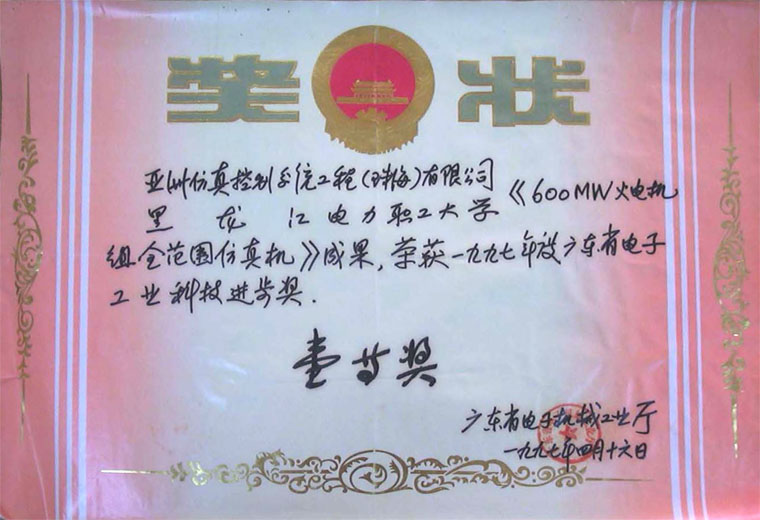 奖状
亚洲仿真控制系统工程(珠海)有限公司
黑龙江电力职工大学
《600MW火电机
组全范围仿真机》成果,荣获一九九七年度广东省电子
工业科技进步奖.
壹等奖
广东省电子机械工业厅
一九九七年四月十六日